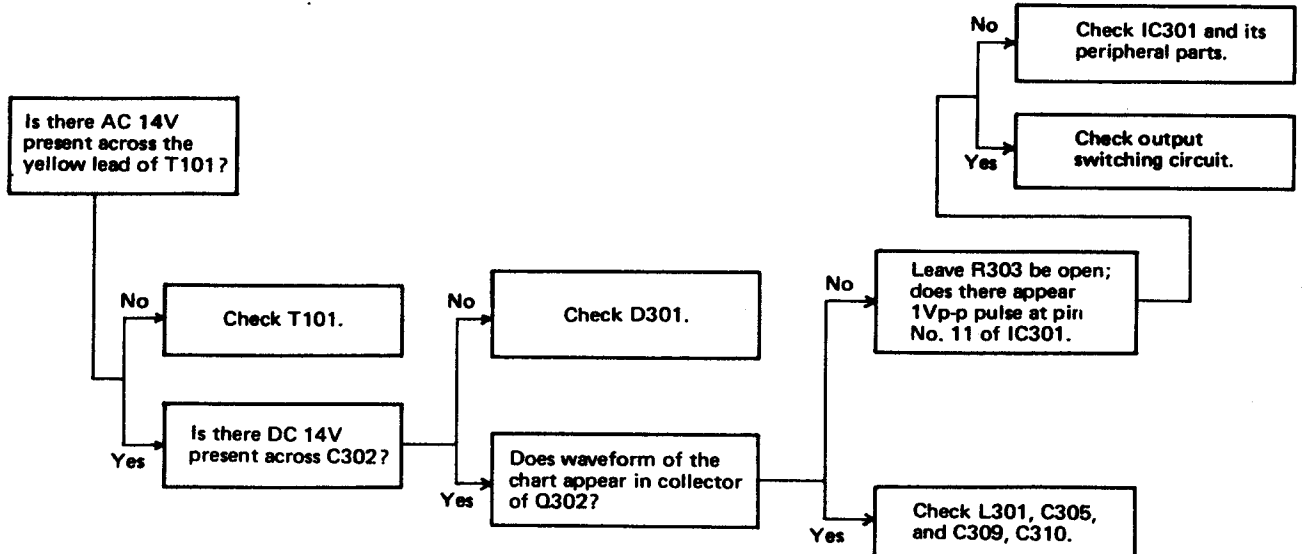 Is there AC 14V
present across the
yellow lead of T101?
No
Check T101.
Yes
Is there DC 14V
present across C302?
No
Check D301.
Yes
Does waveform of the
chart appear in collector
of Q302?
No
Leave R303 be open;
does there appear
1Vp-p pulse at pin
No. 11 of IC301.
Yes
Check L301, C305,
and C309, C310.
No
Check IC301 and its
peripheral parts.
Yes
Check output
switching circuit.